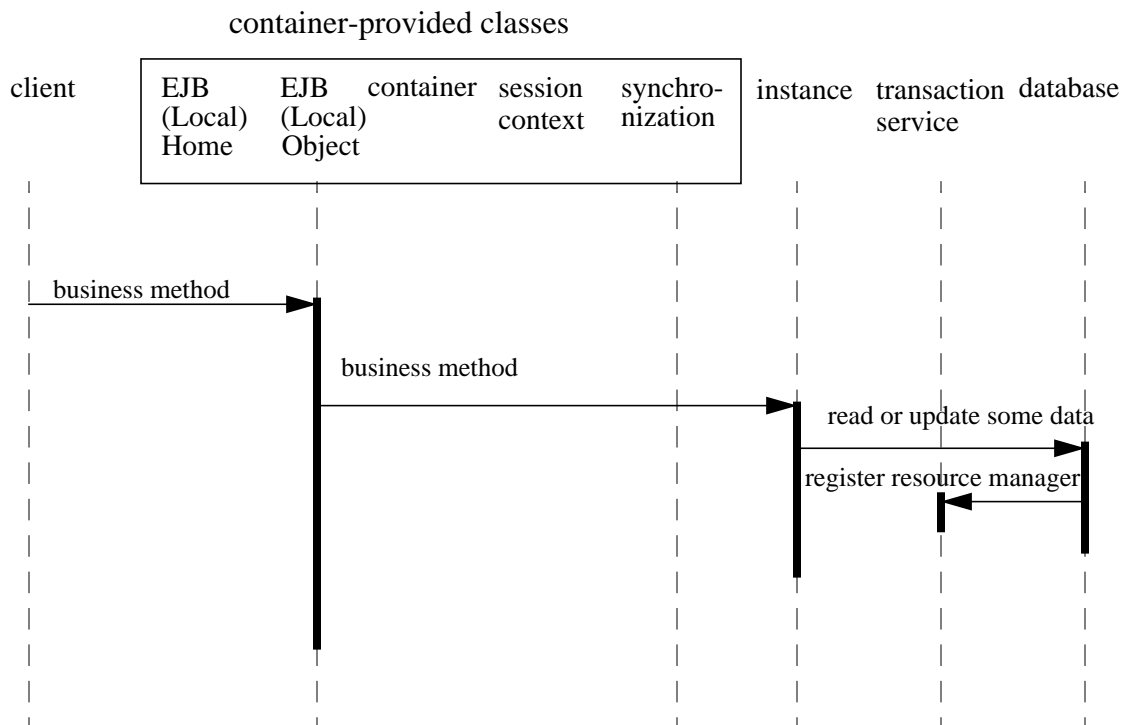 container-provided classes
client
EJB
(Local)
Home
EJB
(Local)
Object
container
session
context
synchro-
nization
instance
transaction
service
database
business method
business method
read or update some data
register resource manager